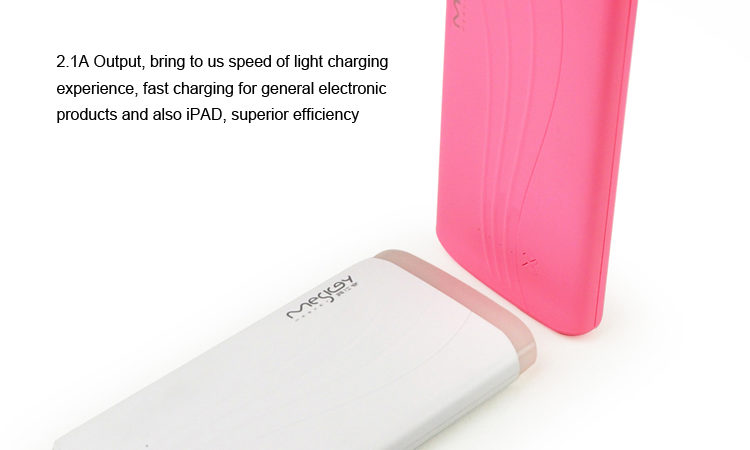 2.1A Output, bring to us speed of light charging
experience, fast charging for general electronic
products and also iPAD, superior efficiency